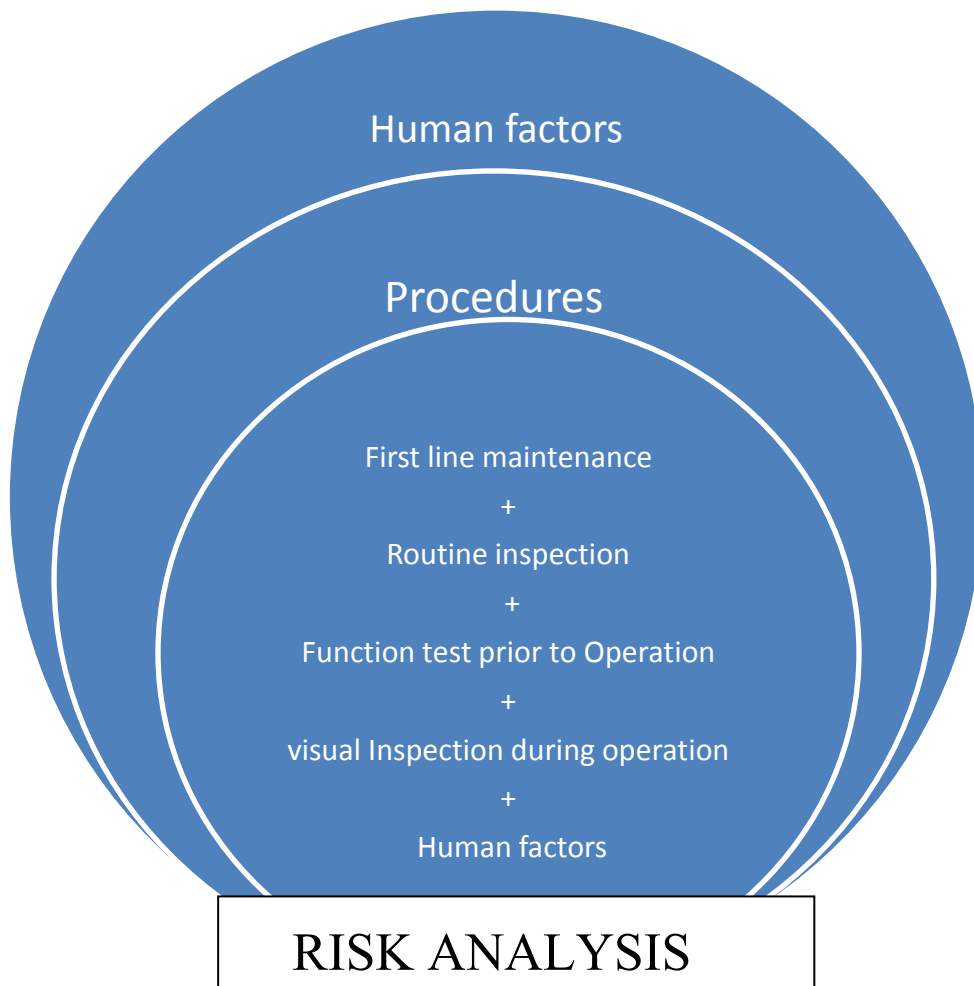 Human factors
Procedures
First line maintenance
+
Routine inspection
+
Function test prior to Operation
+
visual Inspection during operation
+
Human factors
RISK ANALYSIS